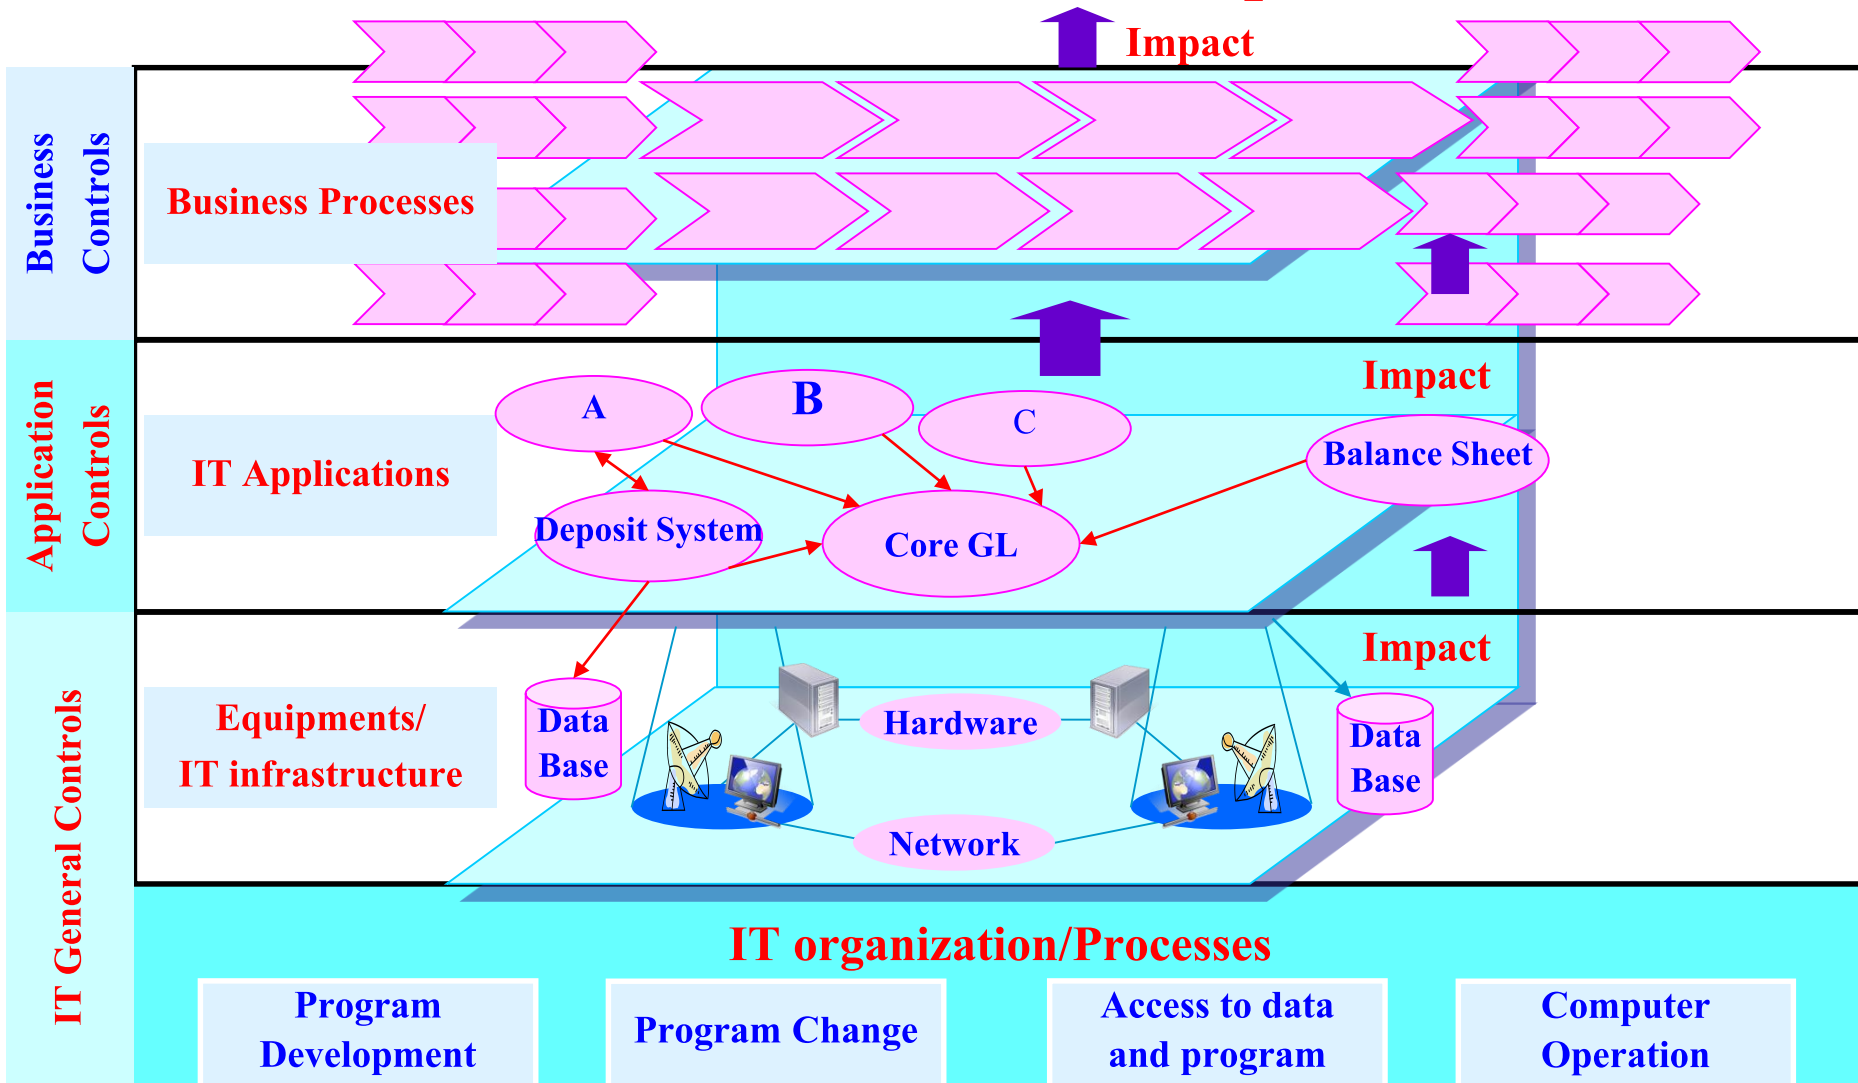 Impact
Business
Controls
Business Processes
Application
Controls
Impact
A
B
C
Balance Sheet
IT Applications
Deposit System
Core GL
IT General Controls
Impact
Equipments/
IT infrastructure
Data
Base
Hardware
Data
Base
Network
IT organization/Processes
Program
Development
Program Change
Access to data
and program
Computer
Operation